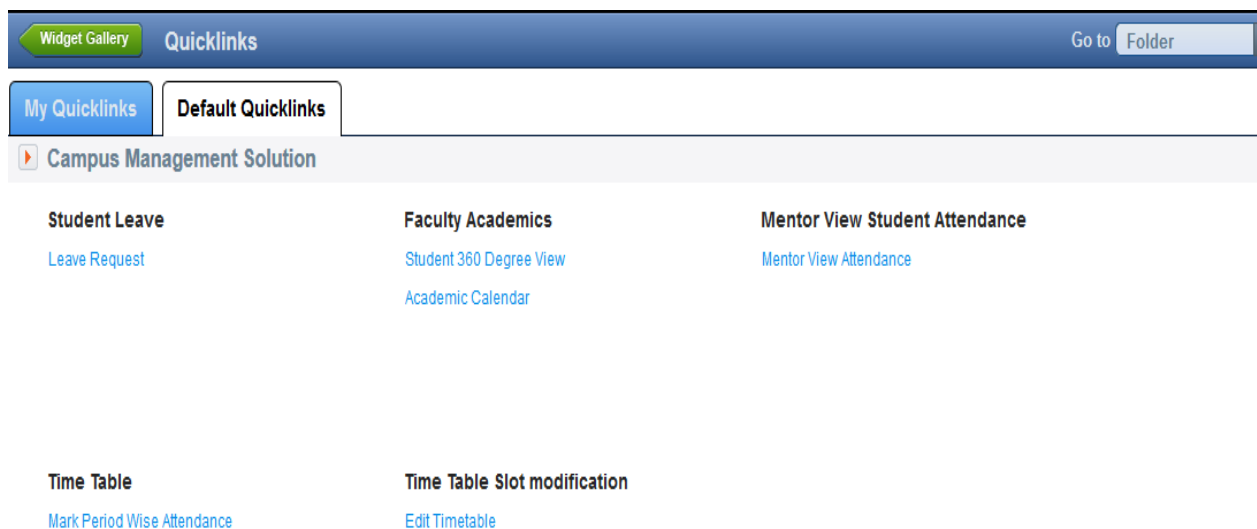 Widget Gallery Quicklinks Go to Folder
My Quicklinks Default Quicklinks
Campus Management Solution
Student Leave Faculty Academics Mentor View Student Attendance
Leave Request Student 360 Degree View Mentor View Attendance
Academic Calendar
Time Table Time Table Slot modification
Mark Period Wise Attendance Edit Timetable